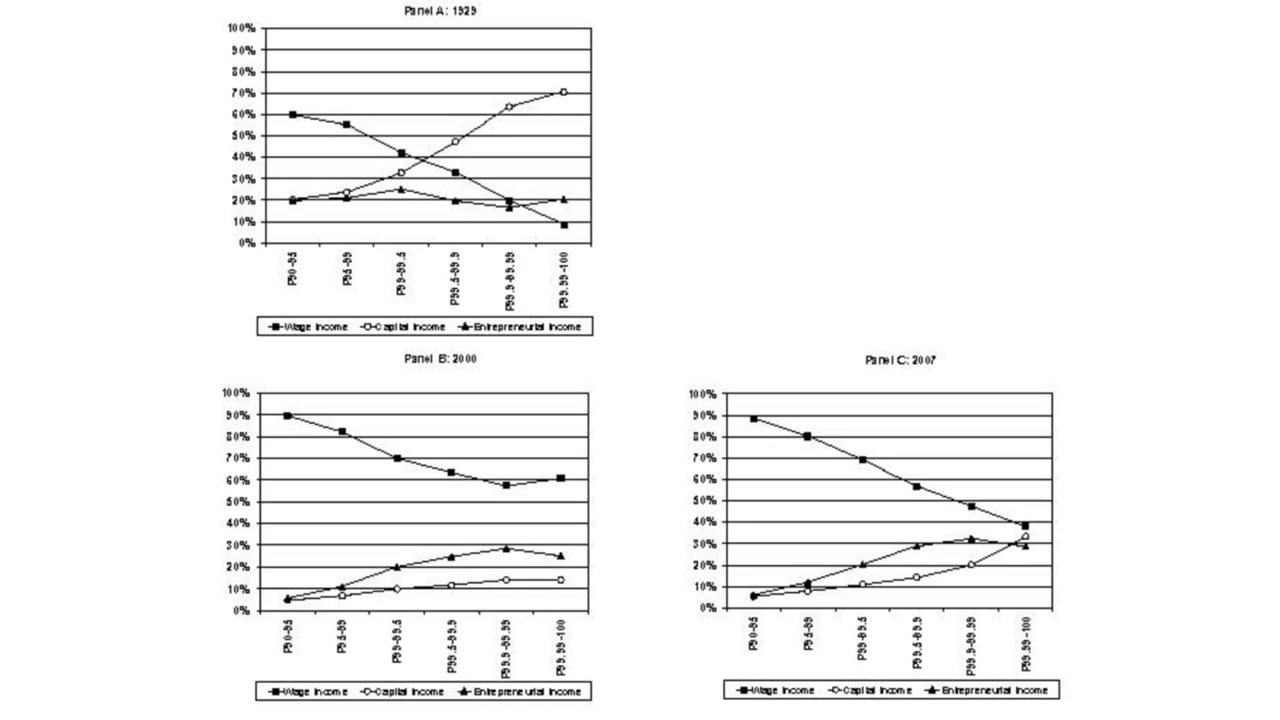 Panel A: 1929
100%
90%
80%
70%
60%
50%
40%
30%
20%
10%
0%
P90-95
P95-99
P99-99.5
P99.5-99.9
P99.9-99.99
P99.99-100
Wage Income Capital Income Entrepreneurial Income
Panel B: 2000
100%
90%
80%
70%
60%
50%
40%
30%
20%
10%
0%
P90-95
P95-99
P99-99.5
P99.5-99.9
P99.9-99.99
P99.99-100
Wage Income Capital Income Entrepreneurial Income
Panel C: 2007
100%
90%
80%
70%
60%
50%
40%
30%
20%
10%
0%
P90-95
P95-99
P99-99.5
P99.5-99.9
P99.9-99.99
P99.99-100
Wage Income Capital Income Entrepreneurial Income